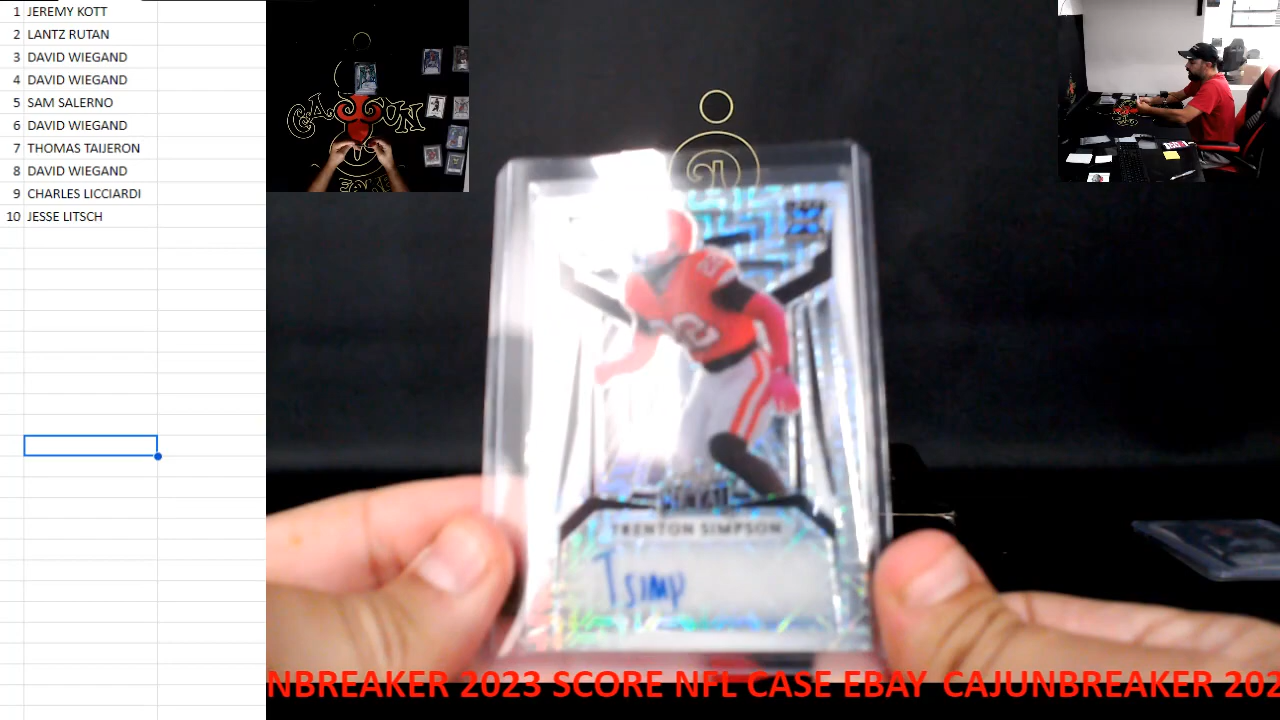 1 JEREMY KOTT
2 LANTZ RUTAN
3 DAVID WIEGAND
4 DAVID WIEGAND
5 SAM SALERNO
6 DAVID WIEGAND
7 THOMAS TAIJERON
8 DAVID WIEGAND
9 CHARLES LICCIARDI
10 JESSE LITSCH
CAJUN
TRENTON SIMPSON
T simp
NBREAKER 2023 SCORE NFL CASE EBAY CAJUNBREAKER 202